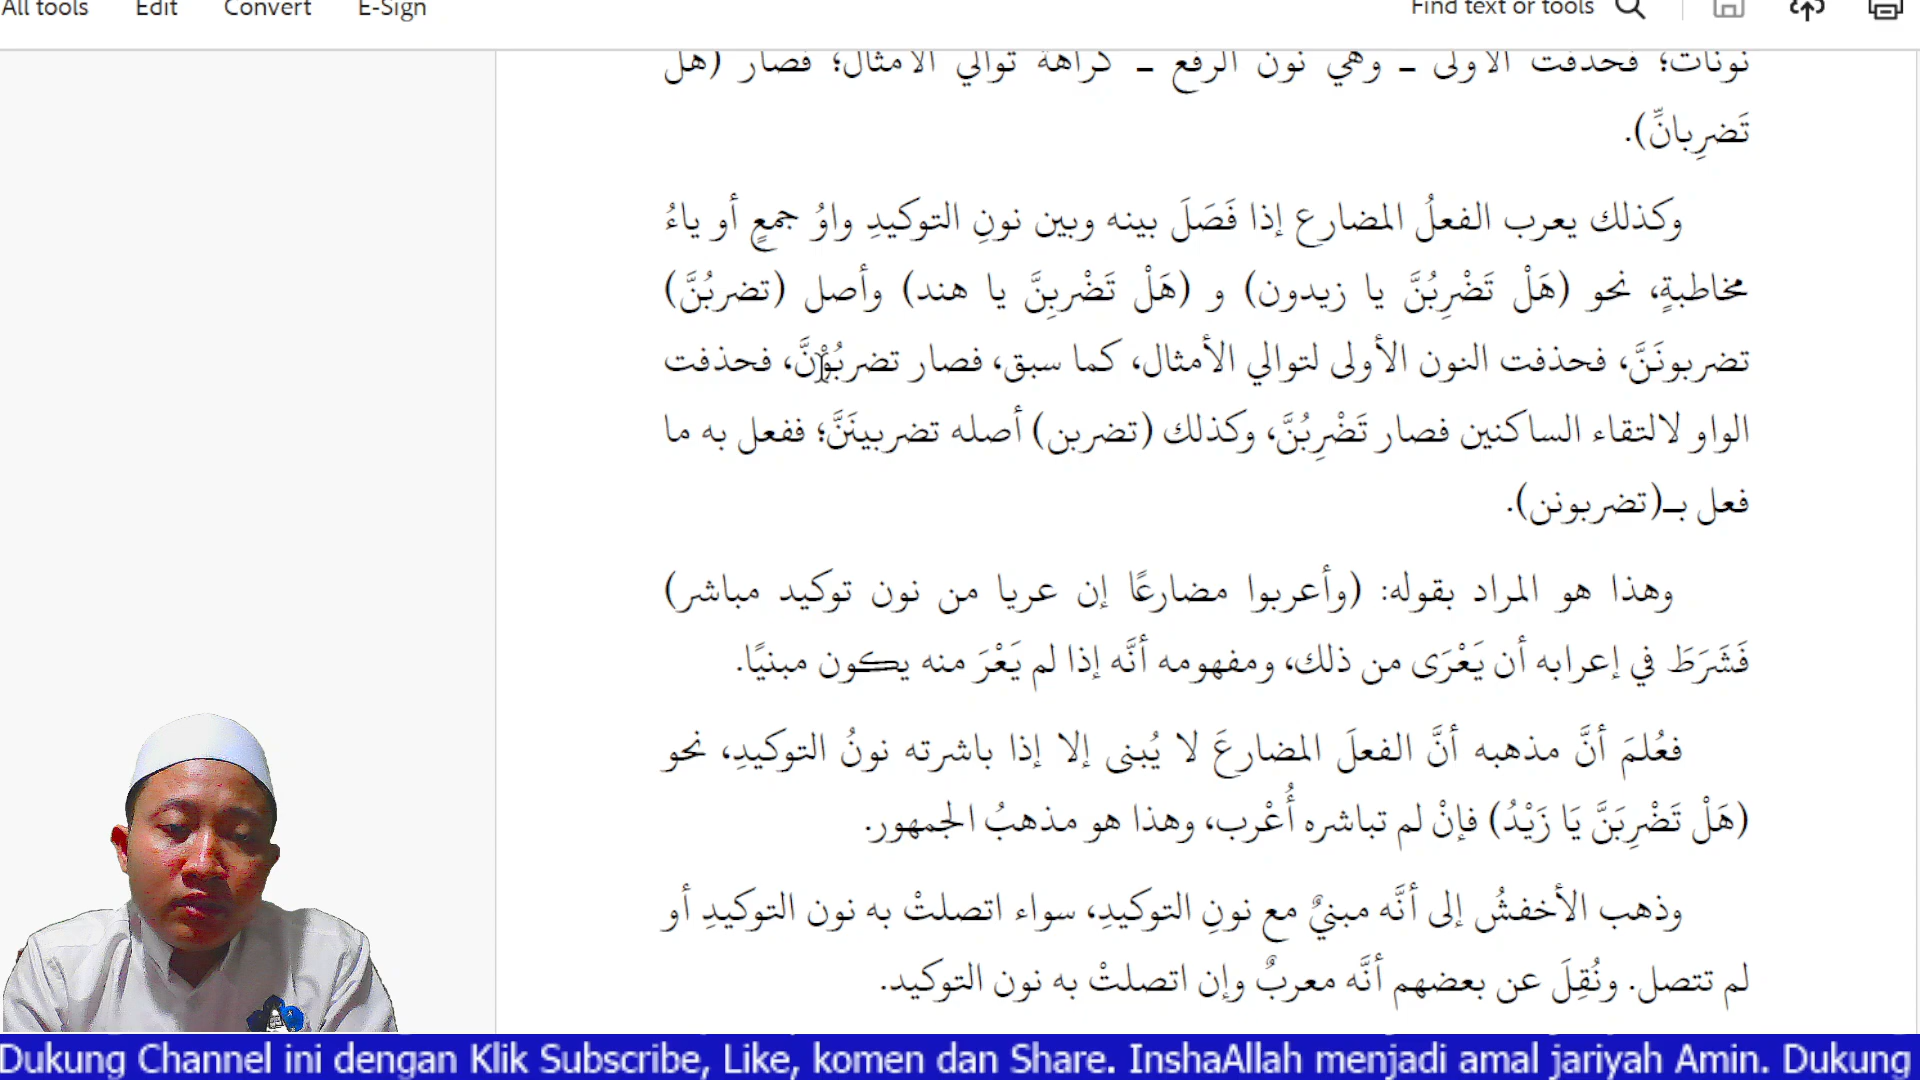 All tools Edit Convert E-Sign Find text or tools
نونات؛ فحذفت الأولى ــ وهي نون الرفع ــ كراهة توالي الأمثال؛ فصار (هل
تَضرِبانِّ).
وكذلك يعرب الفعلُ المضارع إذا فَصَلَ بينه وبين نونِ التوكيدِ واوُ جمعٍ أو ياءُ
مخاطبةٍ، نحو (هَلْ تَضْرِبُنَّ يا زيدون) و (هَلْ تَضْرِبِنَّ يا هند) وأصل (تضربُنَّ)
تضربونَنَّ، فحذفت النون الأولى لتوالي الأمثال، كما سبق، فصار تضربُوْنَّ، فحذفت
الواو لالتقاء الساكنين فصار تَضْرِبُنَّ، وكذلك (تضربن) أصله تضربينَنَّ؛ ففعل به ما
فعل بــ(تضربونن).
وهذا هو المراد بقوله: (وأعربوا مضارعًا إن عريا من نون توكيد مباشر)
فَشَرَطَ في إعرابه أن يَعْرَى من ذلك، ومفهومه أنَّه إذا لم يَعْرَ منه يكون مبنيًا.
فعُلمَ أنَّ مذهبه أنَّ الفعلَ المضارعَ لا يُبنى إلا إذا باشرته نونُ التوكيدِ، نحو
(هَلْ تَضْرِبَنَّ يَا زَيْدُ) فإنْ لم تباشره أُعْرب، وهذا هو مذهبُ الجمهور.
وذهب الأخفشُ إلى أنَّه مبنيٌ مع نونِ التوكيدِ، سواء اتصلتْ به نون التوكيدِ أو
لم تتصل. ونُقِلَ عن بعضهم أنَّه معربٌ وإن اتصلتْ به نون التوكيد.
Dukung Channel ini dengan Klik Subscribe, Like, komen dan Share. InshaAllah menjadi amal jariyah Amin. Dukung